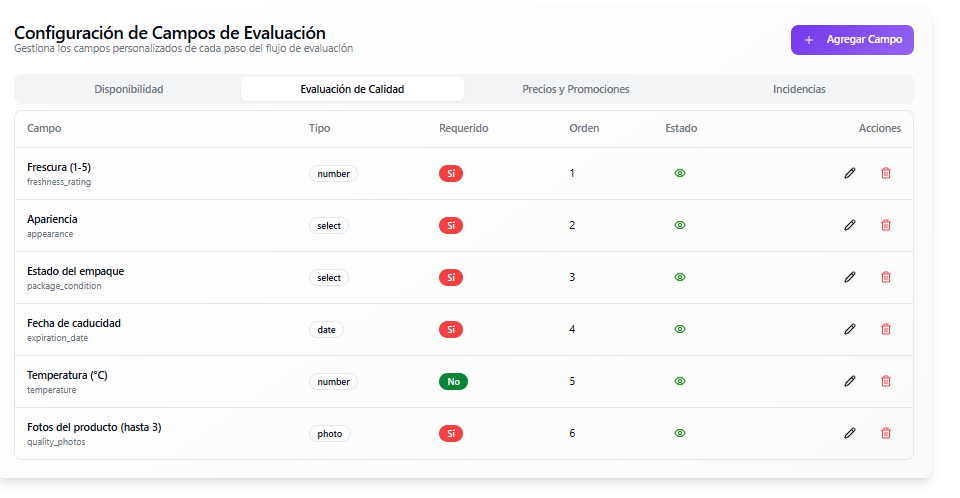 Configuración de Campos de Evaluación
Gestiona los campos personalizados de cada paso del flujo de evaluación
+ Agregar Campo
Disponibilidad Evaluación de Calidad Precios y Promociones Incidencias
Campo Tipo Requerido Orden Estado Acciones
Frescura (1-5)
freshness_rating
number Sí 1
Apariencia
appearance
select Sí 2
Estado del empaque
package_condition
select Sí 3
Fecha de caducidad
expiration_date
date Sí 4
Temperatura (°C)
temperature
number No 5
Fotos del producto (hasta 3)
quality_photos
photo Sí 6